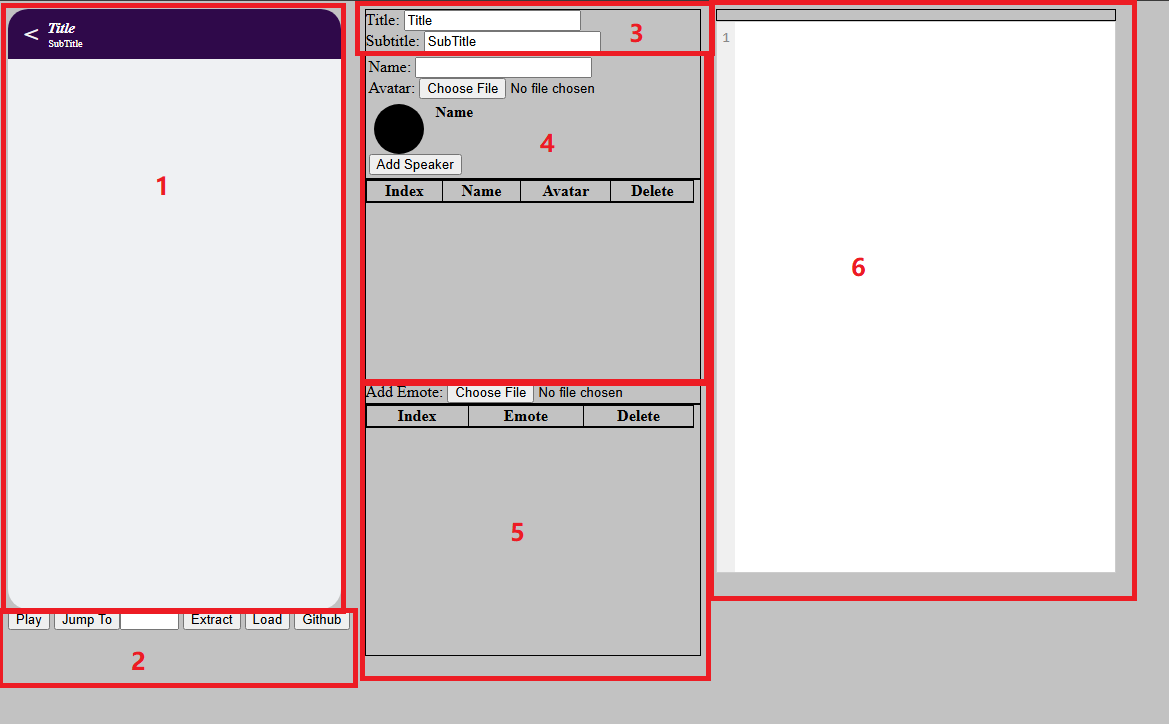 < Title
SubTitle
1
Play Jump To Extract Load Github
2
Title: Title
Subtitle: SubTitle
3
Name:
Avatar: Choose File No file chosen
Name
4
Add Speaker
Index Name Avatar Delete
Add Emote: Choose File No file chosen
Index Emote Delete
5
1
6